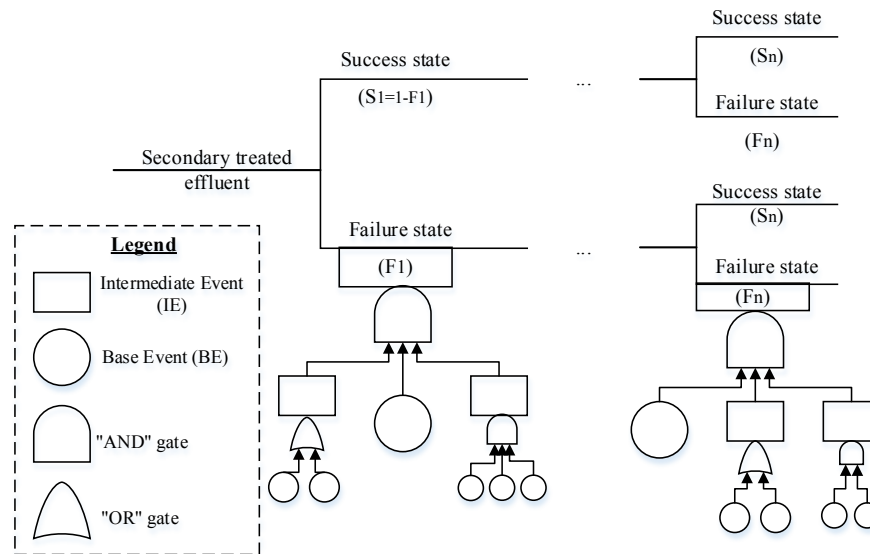 Success state
(Sn)
Success state
(S1=1-F1)
...
Failure state
(Fn)
Secondary treated
effluent
Success state
(Sn)
Failure state
(F1)
...
Failure state
(Fn)
Legend
Intermediate Event
(IE)
Base Event (BE)
"AND" gate
"OR" gate